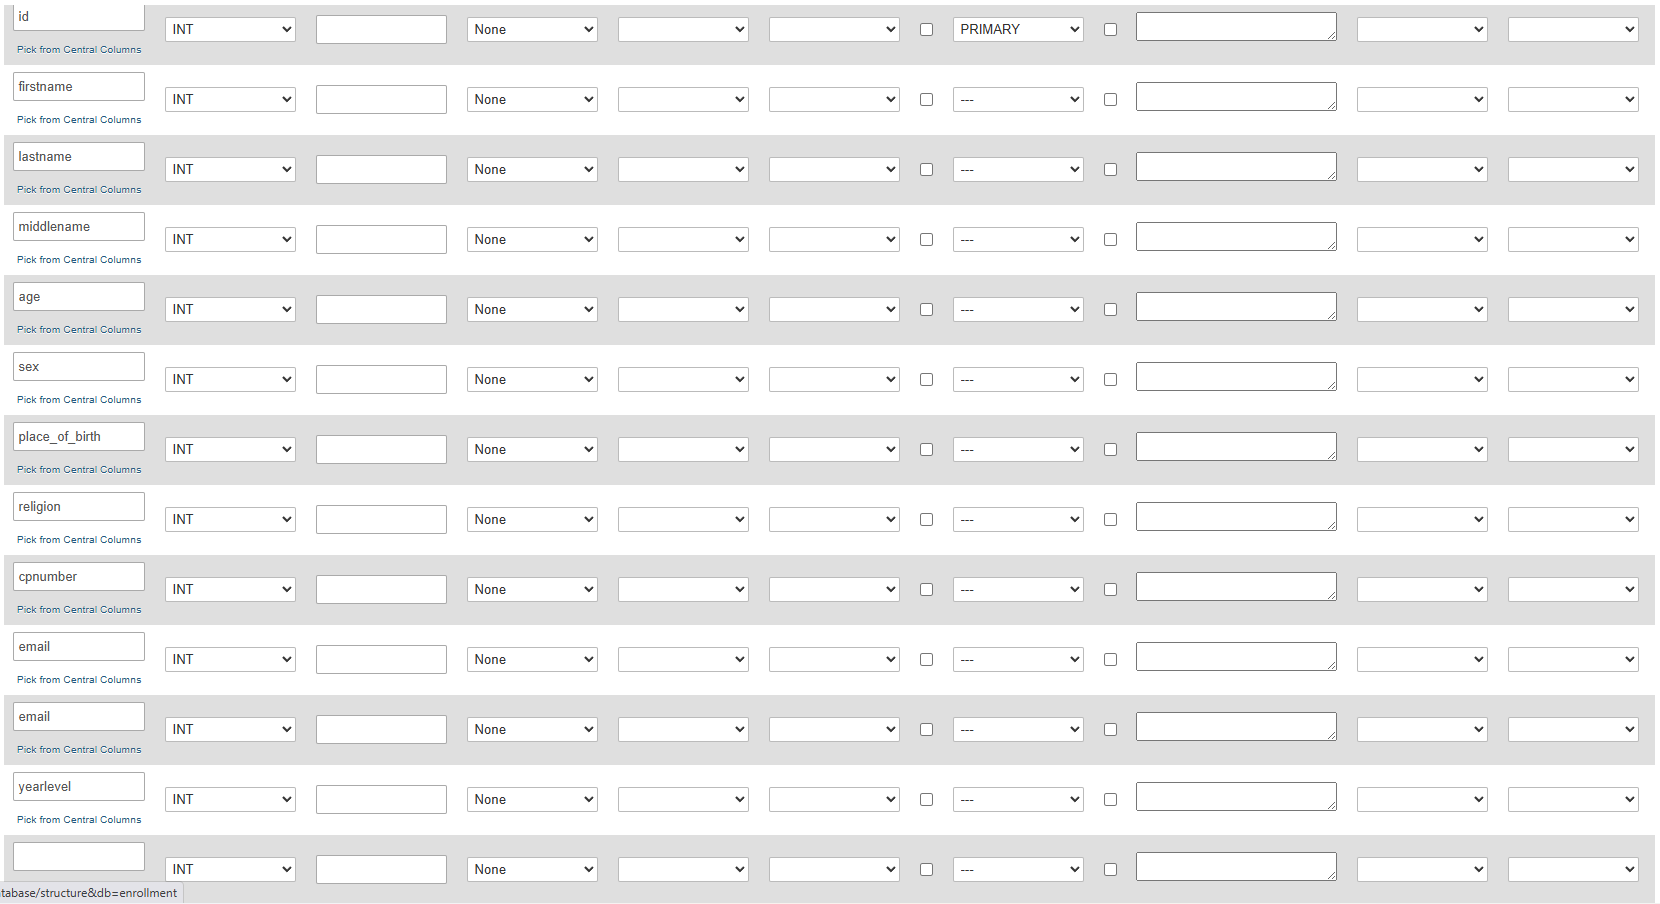 id
INT None PRIMARY
Pick from Central Columns
firstname
INT None ---
Pick from Central Columns
lastname
INT None ---
Pick from Central Columns
middlename
INT None ---
Pick from Central Columns
age
INT None ---
Pick from Central Columns
sex
INT None ---
Pick from Central Columns
place_of_birth
INT None ---
Pick from Central Columns
religion
INT None ---
Pick from Central Columns
cpnumber
INT None ---
Pick from Central Columns
email
INT None ---
Pick from Central Columns
email
INT None ---
Pick from Central Columns
yearlevel
INT None ---
Pick from Central Columns
INT None ---
tabase/structure&db=enrollment